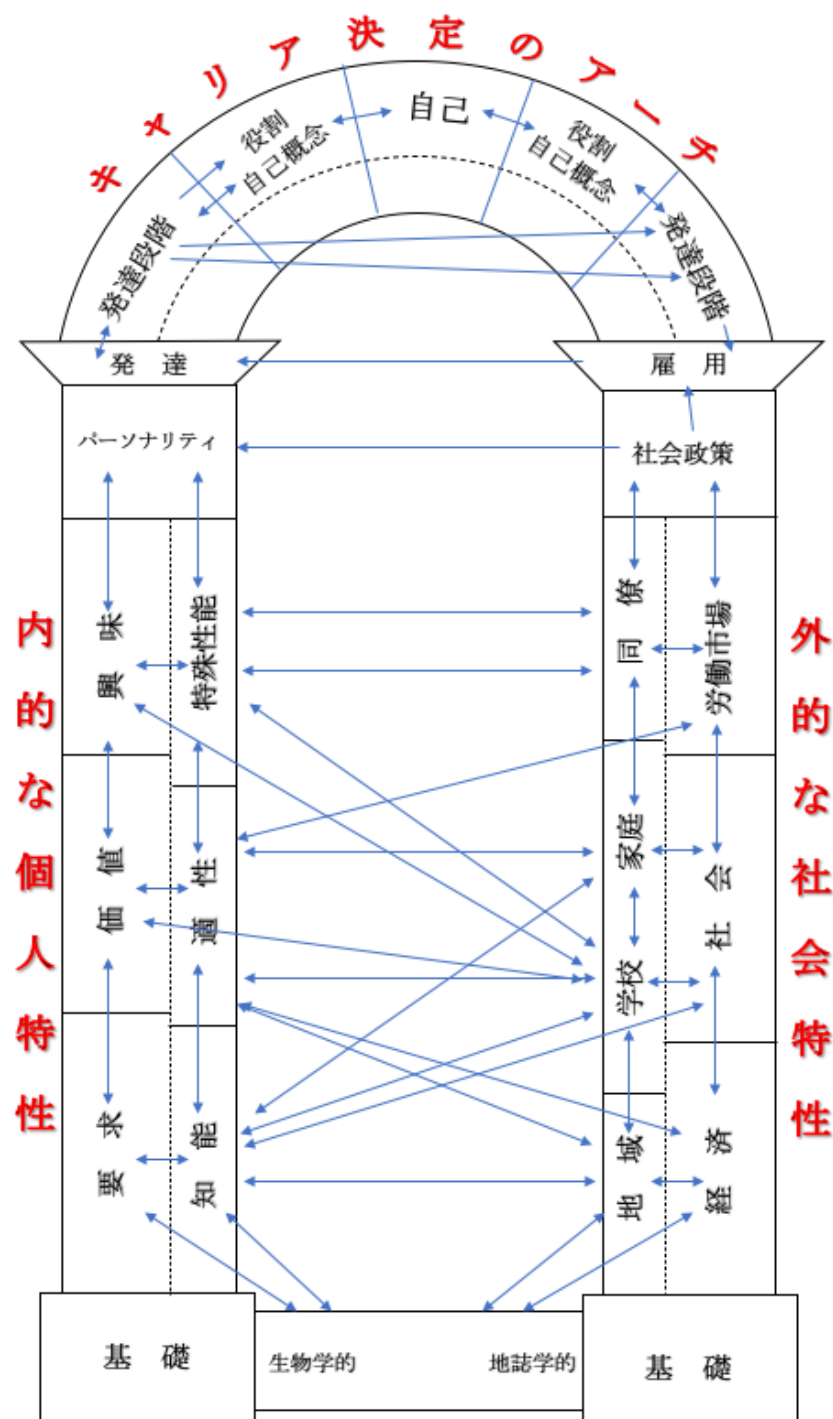 キャリア決定のアーチ
自己
役割
自己概念
役割
自己概念
発達段階
発達段階
発 達
雇 用
パーソナリティ
社会政策
内的な個人特性
興味
特殊性能
価値
適性
要求
知能
同僚
労働市場
家庭
社会
学校
地域
経済
外的な社会特性
基 礎
生物学的
地誌学的
基 礎